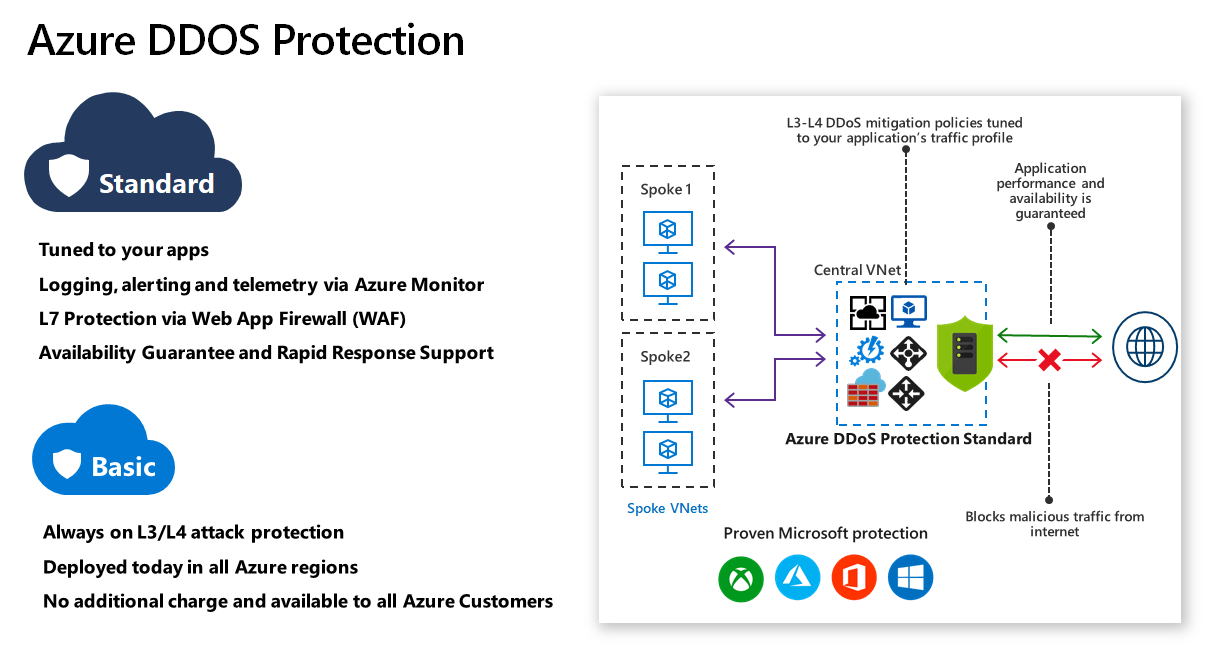 Azure DDOS Protection
Standard
Tuned to your apps
Logging, alerting and telemetry via Azure Monitor
L7 Protection via Web App Firewall (WAF)
Availability Guarantee and Rapid Response Support
Basic
Always on L3/L4 attack protection
Deployed today in all Azure regions
No additional charge and available to all Azure Customers
L3-L4 DDoS mitigation policies tuned
to your application's traffic profile
Application
performance and
availability is
guaranteed
Spoke 1
Central VNet
Spoke2
Azure DDoS Protection Standard
Spoke VNets
Blocks malicious traffic from
internet
Proven Microsoft protection